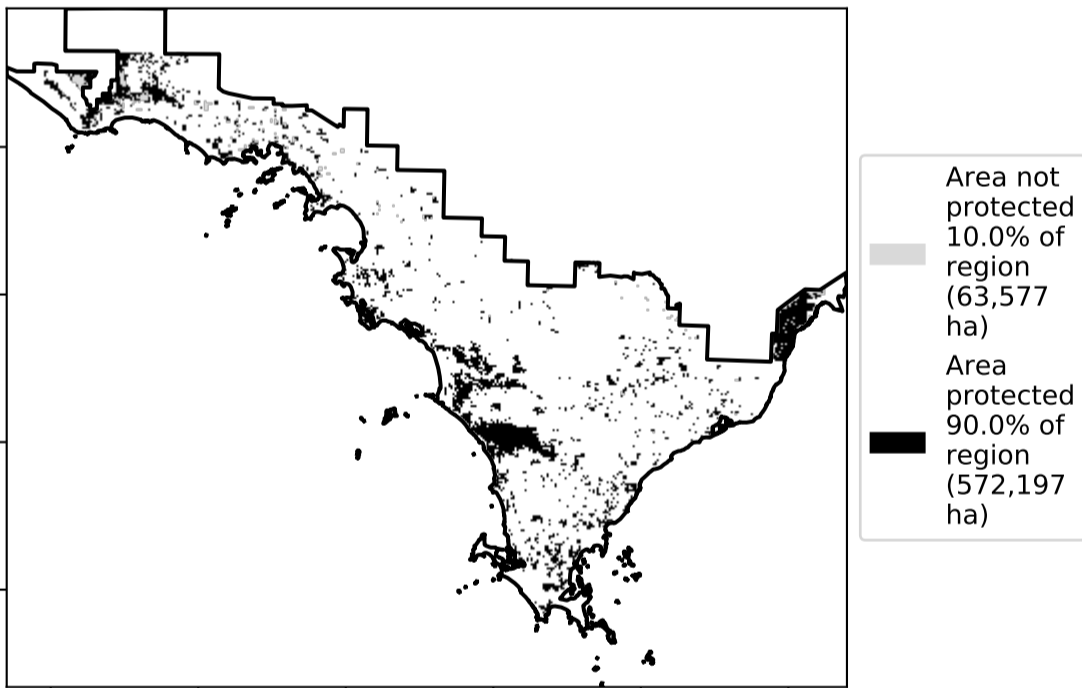 Area not
protected
10.0% of
region
(63,577
ha)
Area
protected
90.0% of
region
(572,197
ha)